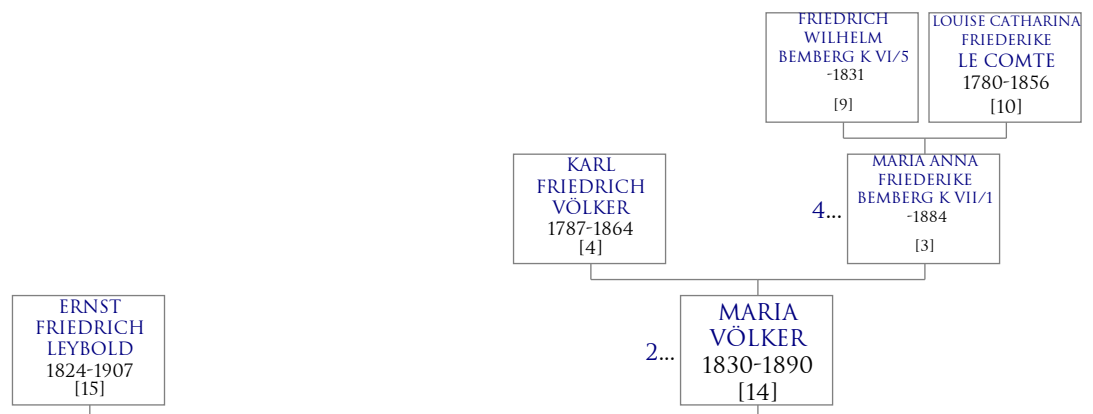 FRIEDRICH
WILHELM
BEMBERG K VI/5
-1831
[9]
LOUISE CATHARINA
FRIEDERIKE
LE COMTE
1780-1856
[10]
KARL
FRIEDRICH
VÖLKER
1787-1864
[4]
4...
MARIA ANNA
FRIEDERIKE
BEMBERG K VII/1
-1884
[3]
ERNST
FRIEDRICH
LEYBOLD
1824-1907
[15]
2...
MARIA
VÖLKER
1830-1890
[14]